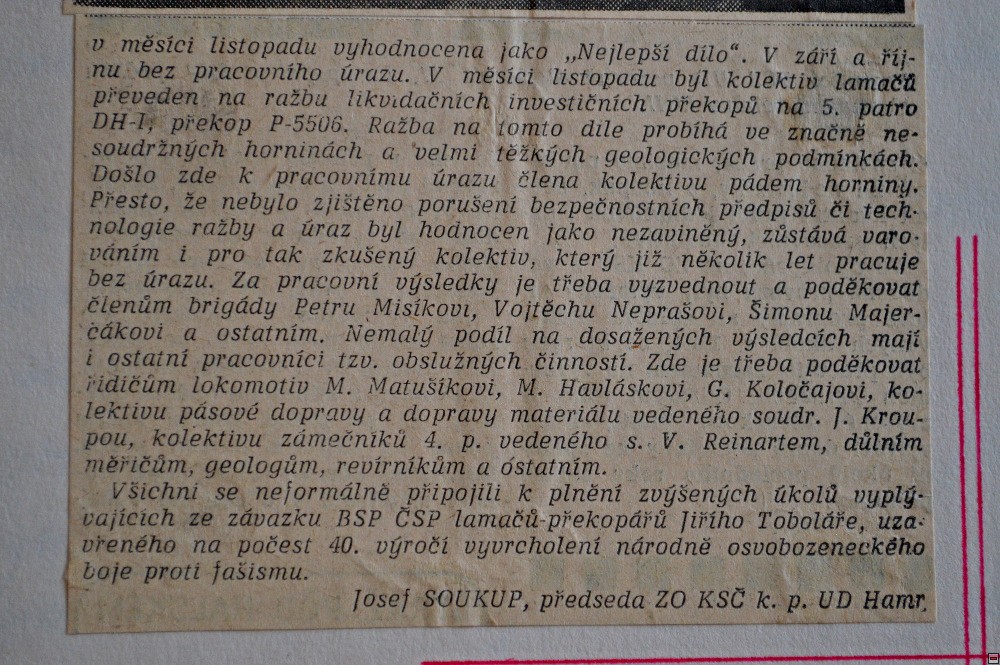 v měsíci listopadu vyhodnocena jako „Nejlepší dílo“. V září a říj-
nu bez pracovního úrazu. V měsíci listopadu byl kolektiv lamačů
převeden na ražbu likvidačních investičních překopů na 5. patro
DH-I, překop P-5506. Ražba na tomto díle probíhá ve značně ne-
soudržných horninách a velmi těžkých geologických podmínkách.
Došlo zde k pracovnímu úrazu člena kolektivu pádem horniny.
Přesto, že nebylo zjištěno porušení bezpečnostních předpisů či tech-
nologie ražby a úraz byl hodnocen jako nezaviněný, zůstává varo-
váním i pro tak zkušený kolektiv, který již několik let pracuje
bez úrazu. Za pracovní výsledky je třeba vyzvednout a poděkovat
členům brigády Petru Misíkovi, Vojtěchu Neprašovi, Šimonu Majer-
čákovi a ostatním. Nemalý podíl na dosažených výsledcích mají
i ostatní pracovníci tzv. obslužných činností. Zde je třeba poděkovat
řidičům lokomotiv M. Matušíkovi, M. Havláskovi, G. Koločajovi, ko-
lektivu pásové dopravy a dopravy materiálu vedeného soudr. J. Krou-
pou, kolektivu zámečníků 4. p. vedeného s. V. Reinartem, důlním
měřičům, geologům, revírníkům a ostatním.
Všichni se neformálně připojili k plnění zvýšených úkolů vyplý-
vajících ze závazku BSP ČSP lamačů-překopářů Jiřího Toboláře, uza-
vřeného na počest 40. výročí vyvrcholení národně osvobozeneckého
boje proti fašismu.
Josef SOUKUP, předseda ZO KSČ k. p. UD Hamr